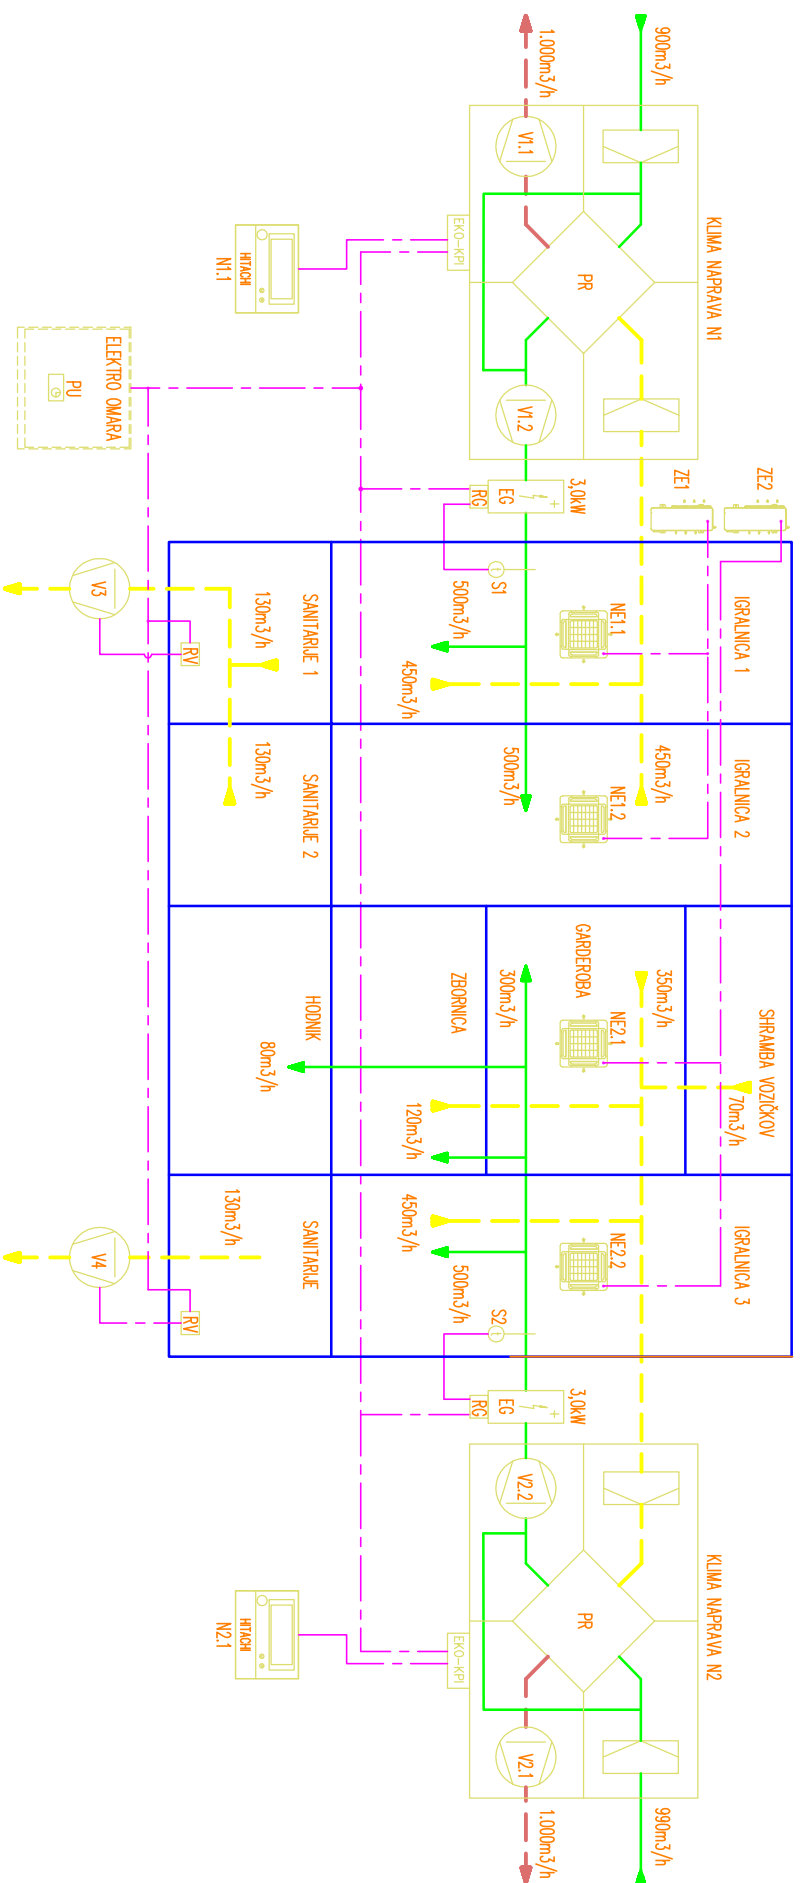 900m3/h
1.000m3/h
KLIMA NAPRAVA N1
V1.1
PR
EKO-KPI
HITACHI
N1.1
ELEKTRO OMARA
PU
V1.2
3,0kW
EG
RG
ZE2
ZE1
S1
IGRALNICA 1
NE1.1
500m3/h
450m3/h
SANITARIJE 1
130m3/h
V3
RV
IGRALNICA 2
450m3/h
NE1.2
500m3/h
SANITARIJE 2
130m3/h
SHRAMBA VOZIČKOV
70m3/h
350m3/h
GARDEROBA
NE2.1
300m3/h
ZBORNICA
120m3/h
HODNIK
80m3/h
IGRALNICA 3
NE2.2
450m3/h
500m3/h
SANITARIJE
130m3/h
V4
RV
S2
3,0kW
EG
RG
KLIMA NAPRAVA N2
V2.2
PR
EKO-KPI
HITACHI
N2.1
V2.1
990m3/h
1.000m3/h